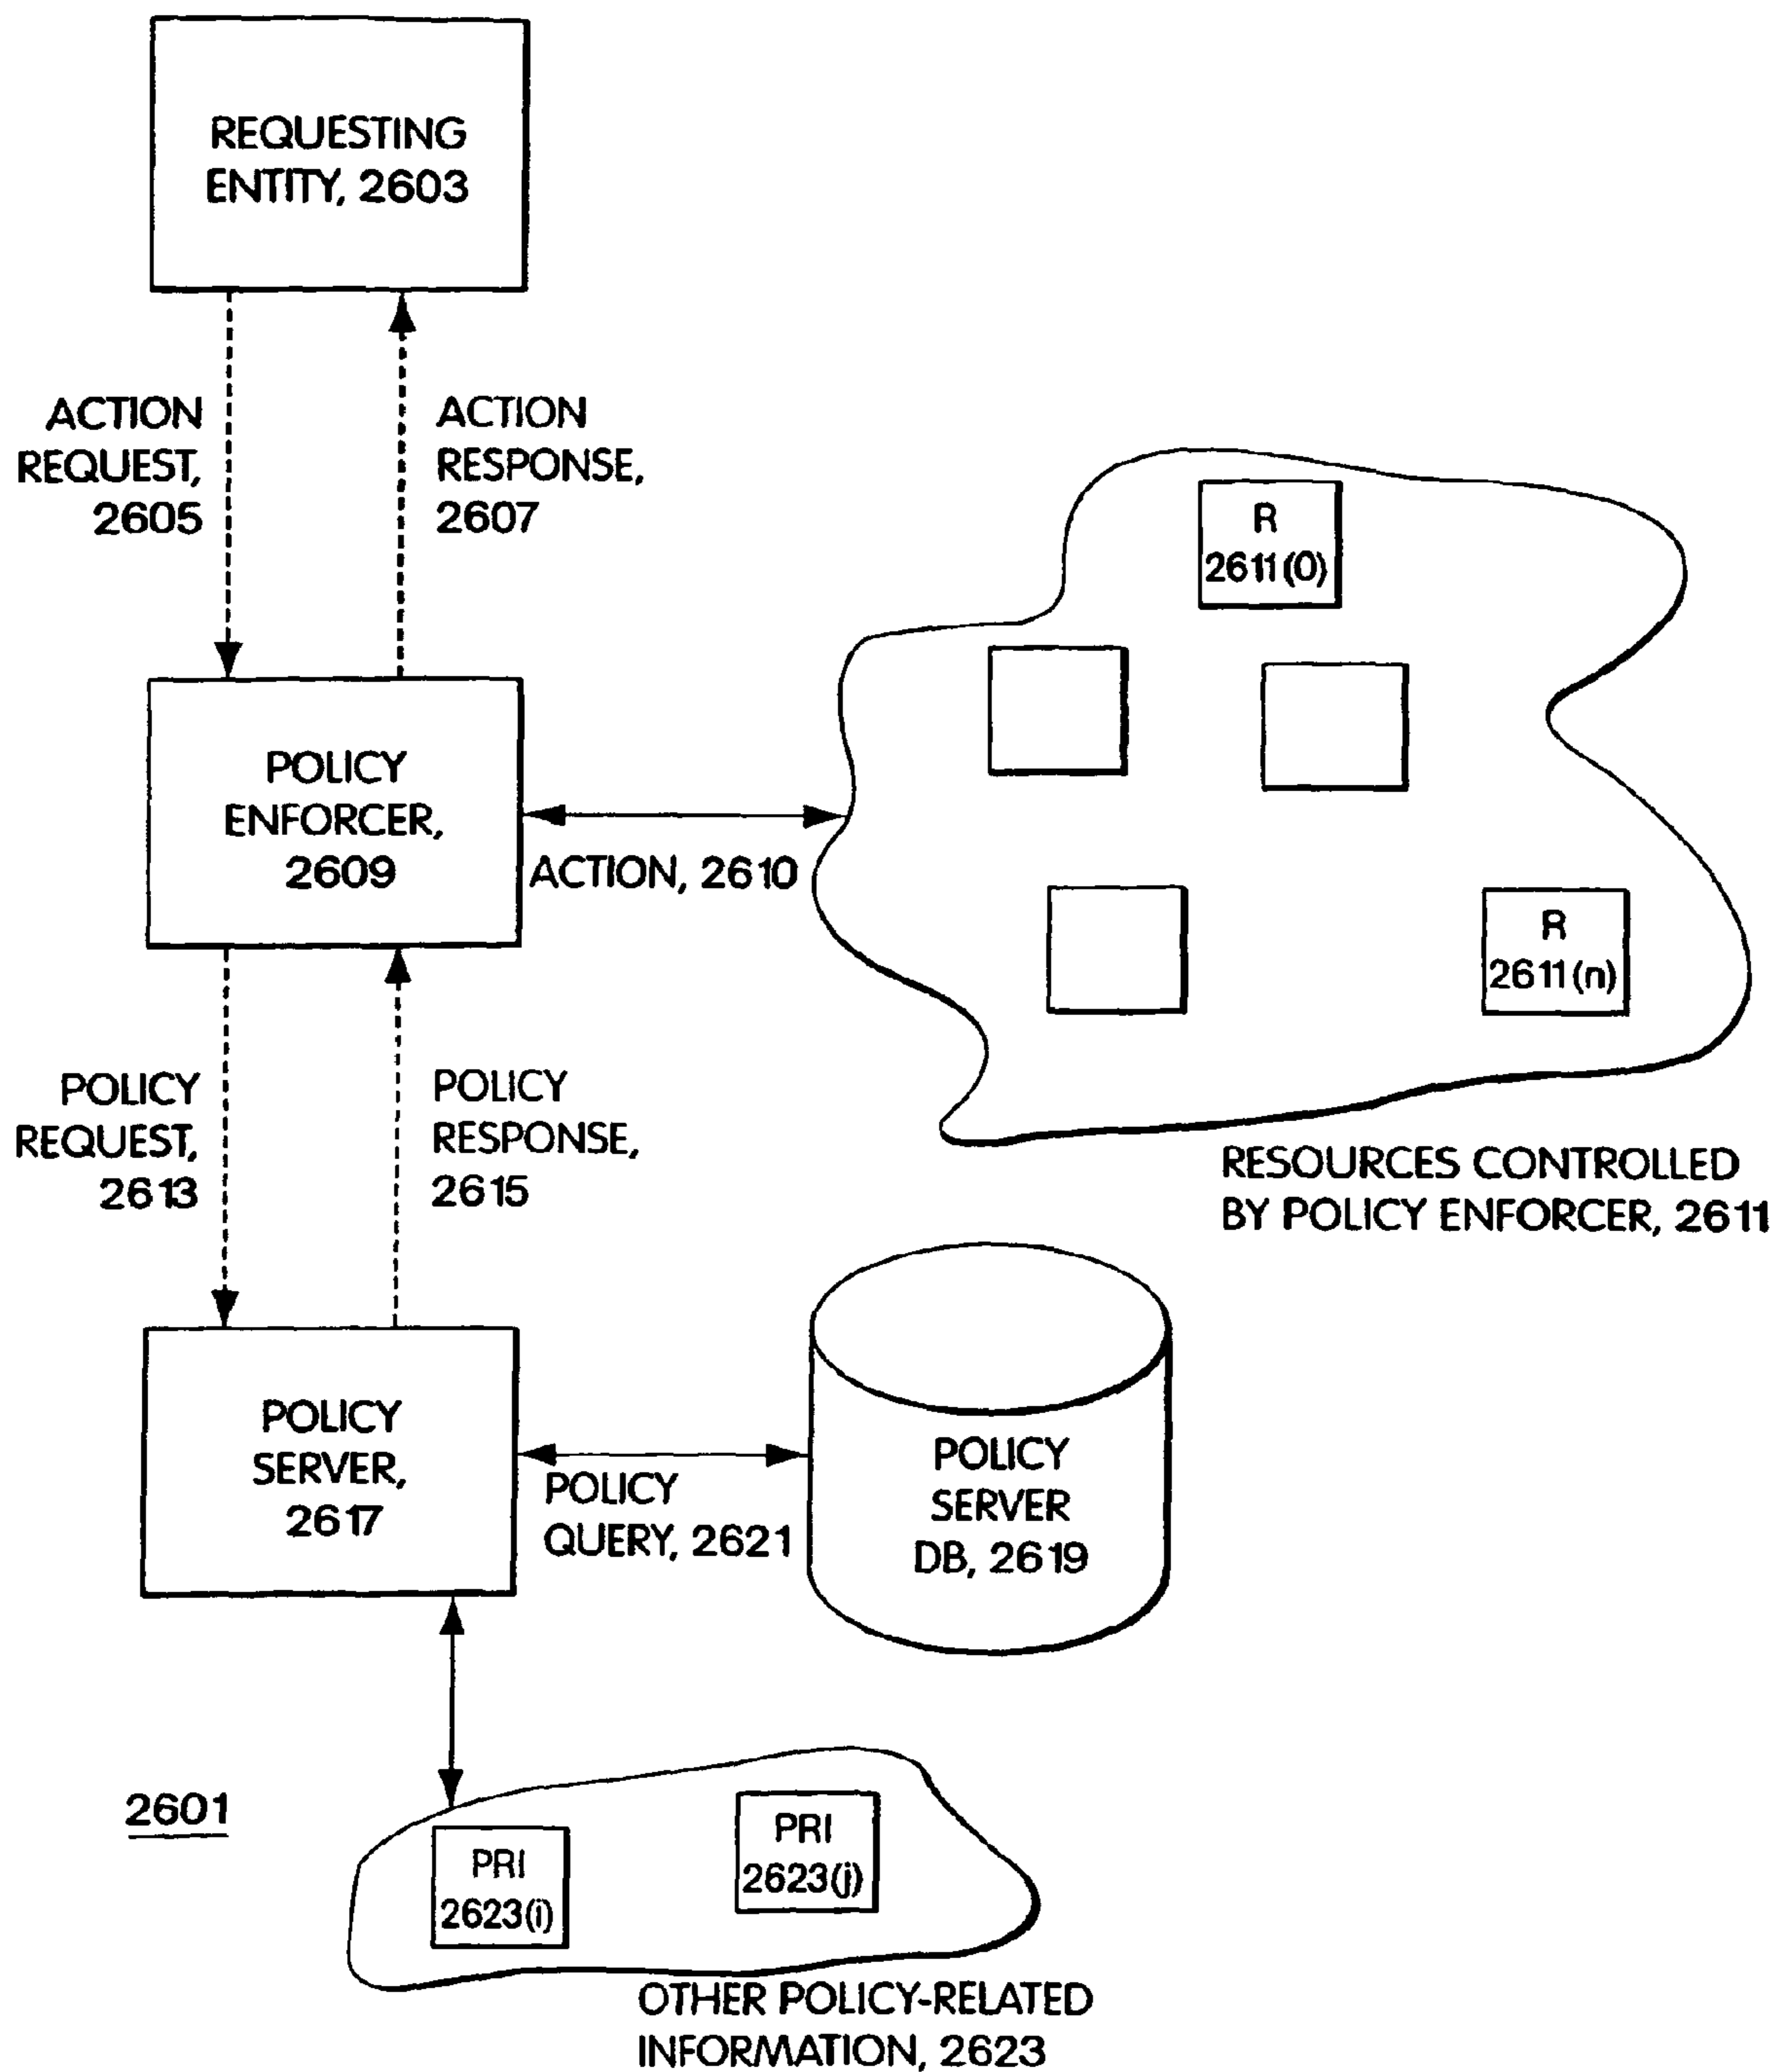 REQUESTING
ENTITY, 2603
ACTION
REQUEST,
2605
ACTION
RESPONSE,
2607
R
2611(0)
POLICY
ENFORCER,
2609
ACTION, 2610
R
2611(n)
POLICY
REQUEST,
2613
POLICY
RESPONSE,
2615
RESOURCES CONTROLLED
BY POLICY ENFORCER, 2611
POLICY
SERVER,
2617
POLICY
QUERY, 2621
POLICY
SERVER
DB, 2619
2601
PRI
2623(i)
PRI
2623(j)
OTHER POLICY-RELATED
INFORMATION, 2623